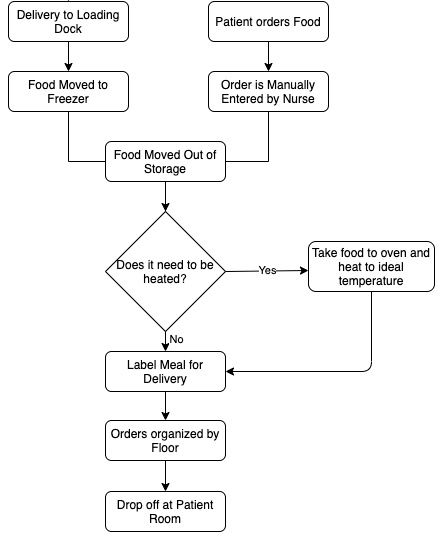 Delivery to Loading
Dock
Patient orders Food
Food Moved to
Freezer
Order is Manually
Entered by Nurse
Food Moved Out of
Storage
Does it need to be
heated?
Yes
Take food to oven and
heat to ideal
temperature
No
Label Meal for
Delivery
Orders organized by
Floor
Drop off at Patient
Room